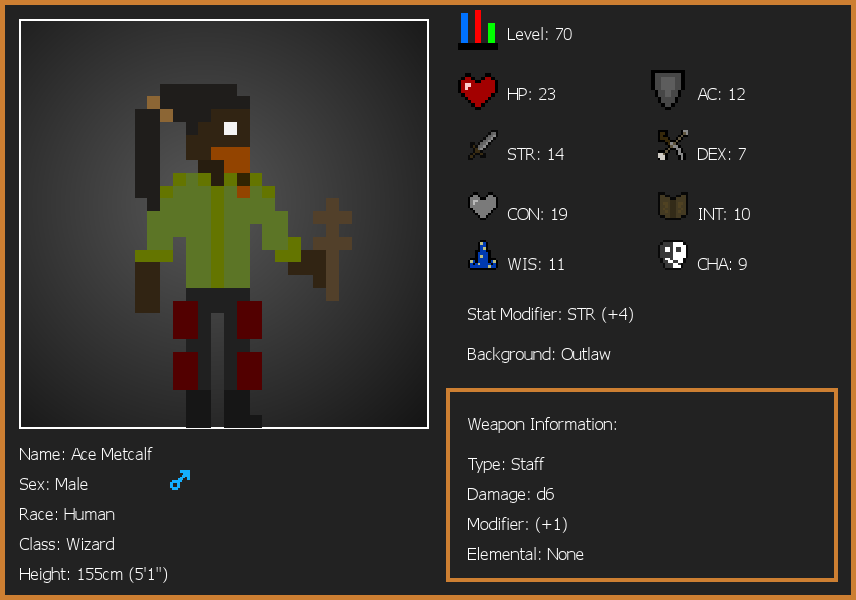 Level: 70
HP: 23
AC: 12
STR: 14
DEX: 7
CON: 19
INT: 10
WIS: 11
CHA: 9
Stat Modifier: STR (+4)
Background: Outlaw
Weapon Information:
Type: Staff
Damage: d6
Modifier: (+1)
Elemental: None
Name: Ace Metcalf
Sex: Male
Race: Human
Class: Wizard
Height: 155cm (5'1")